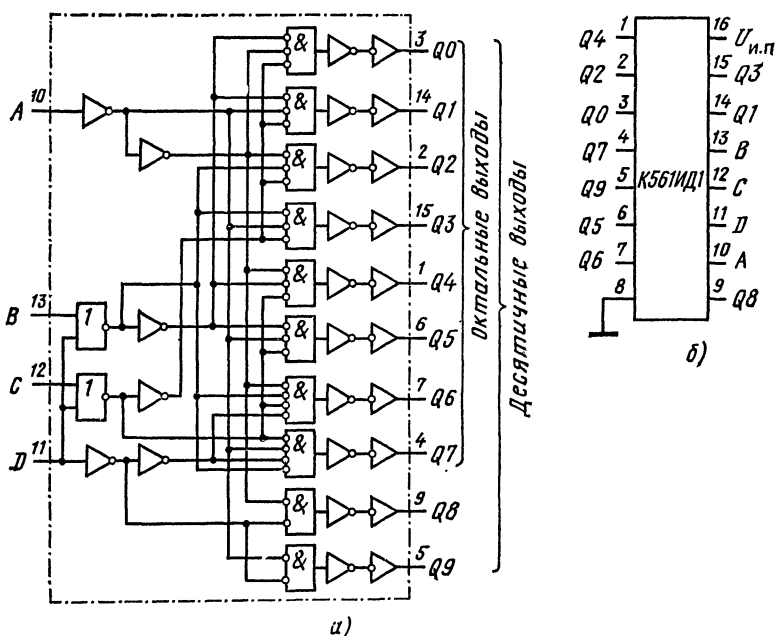 A 10
B 13
C 12
D 11
1
1
& 3 Q0
& 14 Q1
& 2 Q2
& 15 Q3
& 1 Q4
& 6 Q5
& 7 Q6
& 4 Q7
& 9 Q8
& 5 Q9
Октальные выходы
Десятичные выходы
а)
К561ИД1
Q4 1
Q2 2
Q0 3
Q7 4
Q9 5
Q5 6
Q6 7
8
16 Uи.п
15 Q3
14 Q1
13 B
12 C
11 D
10 A
9 Q8
б)